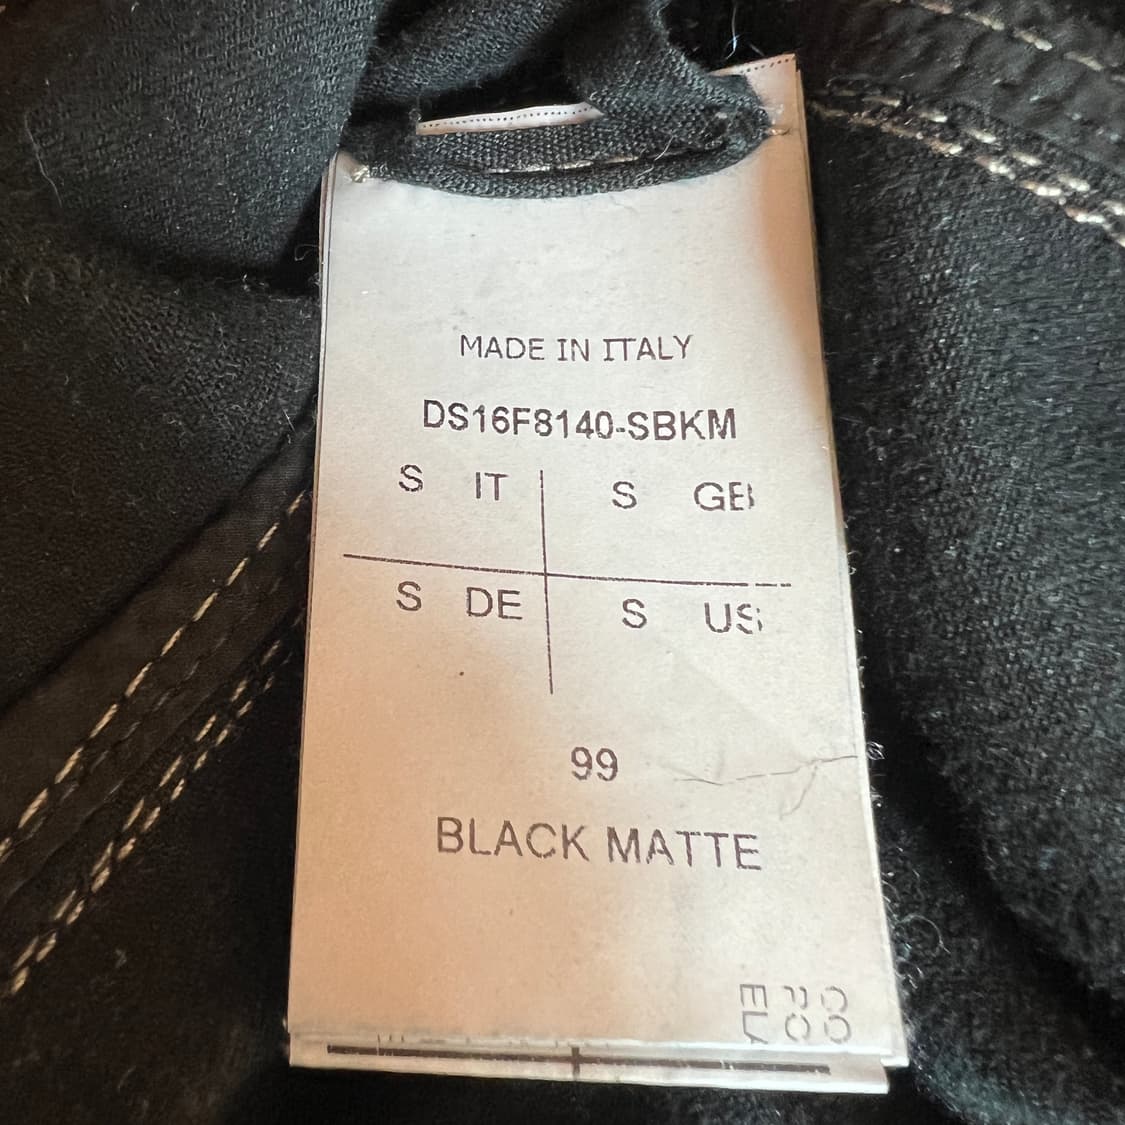 MADE IN ITALY
DS16F8140-SBKM
S IT S GB
S DE S US
99
BLACK MATTE